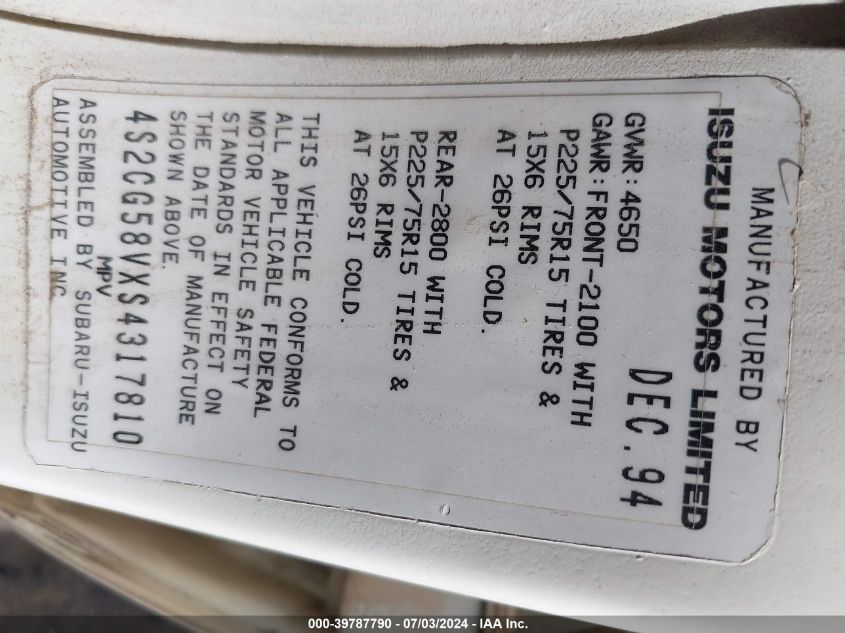 MANUFACTURED BY
ISUZU MOTORS LIMITED
GVWR:4650 DEC.94
GAWR:FRONT-2100 WITH
P225/75R15 TIRES &
15X6 RIMS
AT 26PSI COLD.
REAR-2800 WITH
P225/75R15 TIRES &
15X6 RIMS
AT 26PSI COLD.
THIS VEHICLE CONFORMS TO
ALL APPLICABLE FEDERAL
MOTOR VEHICLE SAFETY
STANDARDS IN EFFECT ON
THE DATE OF MANUFACTURE
SHOWN ABOVE.
4S2CG58VXS4317810
MPV
ASSEMBLED BY SUBARU-ISUZU
AUTOMOTIVE INC
000-39787790 - 07/03/2024 - IAA Inc.